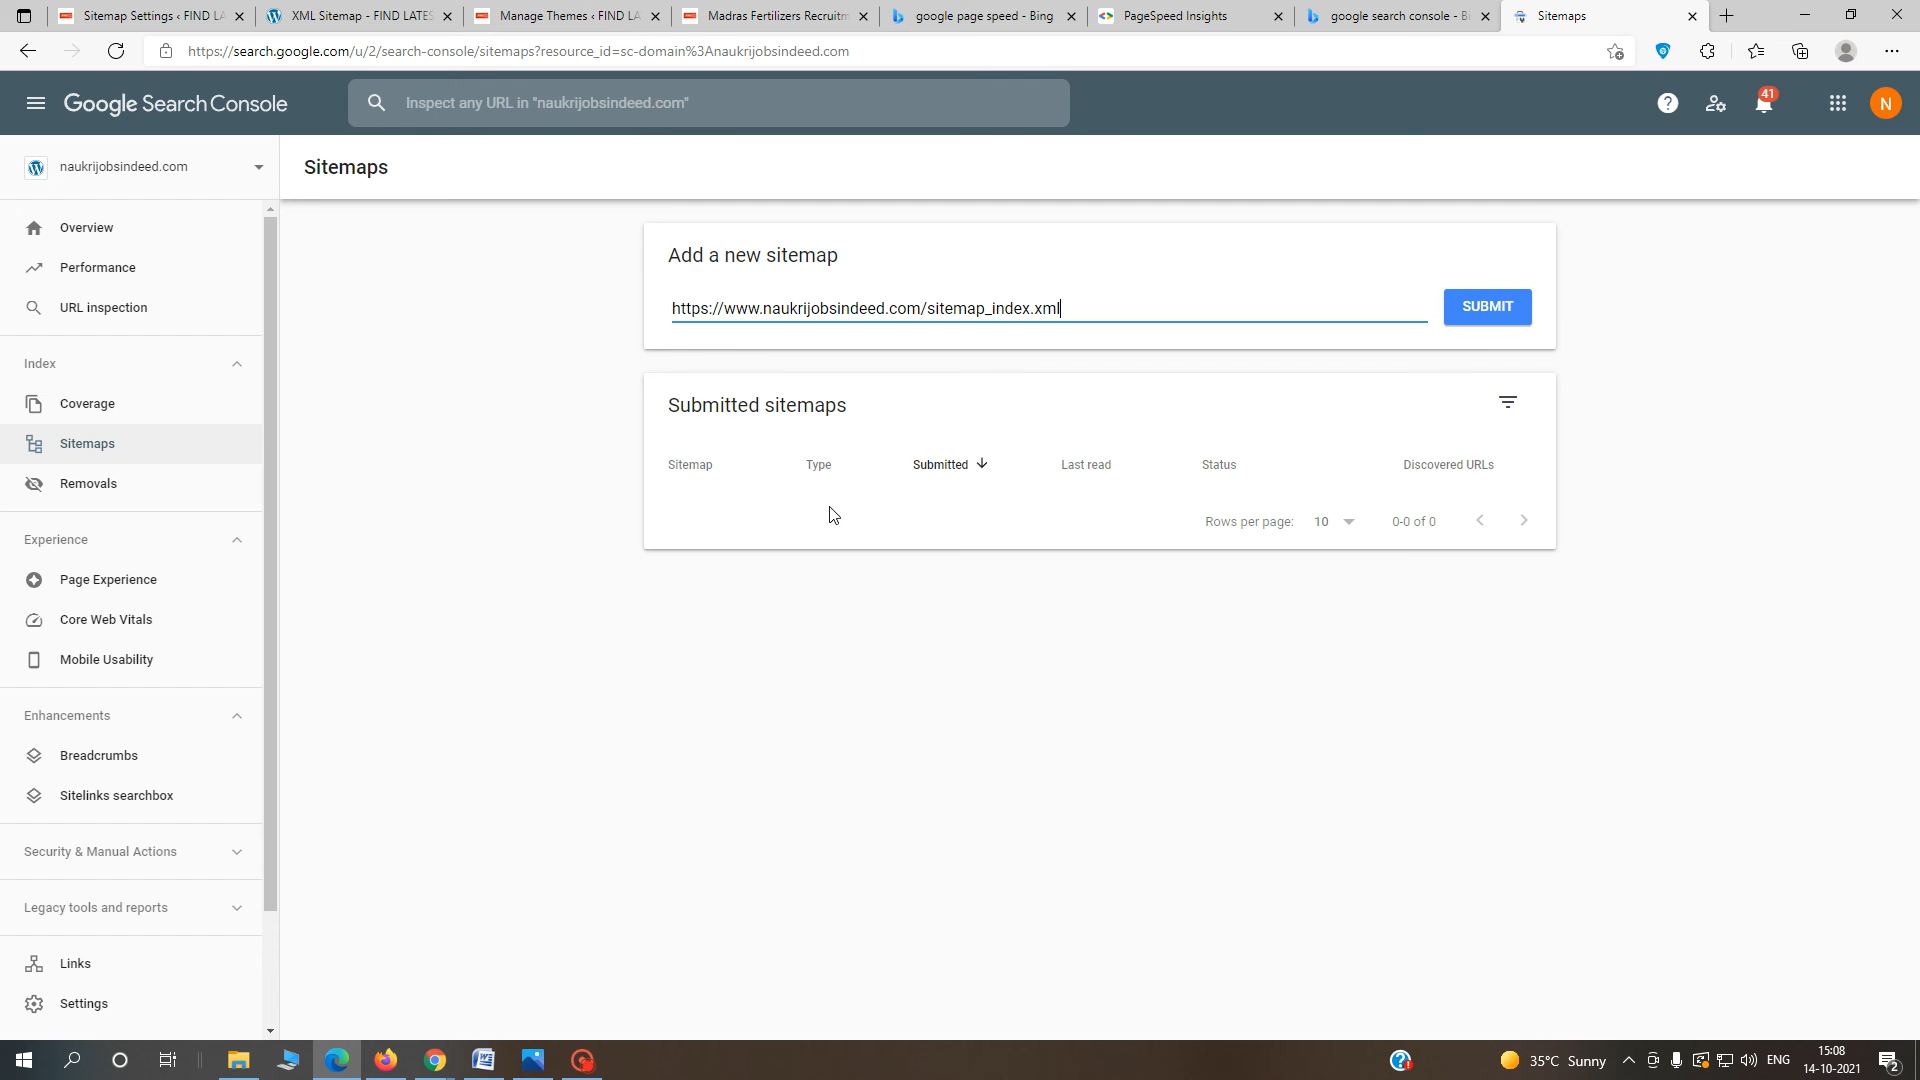 Sitemap Settings ‹ FIND LA
XML Sitemap - FIND LATES
Manage Themes ‹ FIND LA
Madras Fertilizers Recruitm
google page speed - Bing
PageSpeed Insights
google search console - Bi
Sitemaps
https://search.google.com/u/2/search-console/sitemaps?resource_id=sc-domain%3Anaukrijobsindeed.com
Google Search Console
Inspect any URL in "naukrijobsindeed.com"
41
N
naukrijobsindeed.com
Sitemaps
Overview
Performance
URL inspection
Index
Coverage
Sitemaps
Removals
Experience
Page Experience
Core Web Vitals
Mobile Usability
Enhancements
Breadcrumbs
Sitelinks searchbox
Security & Manual Actions
Legacy tools and reports
Links
Settings
Add a new sitemap
https://www.naukrijobsindeed.com/sitemap_index.xml
SUBMIT
Submitted sitemaps
Sitemap Type Submitted Last read Status Discovered URLs
Rows per page: 10 0-0 of 0
35°C Sunny
ENG
15:08
14-10-2021
2